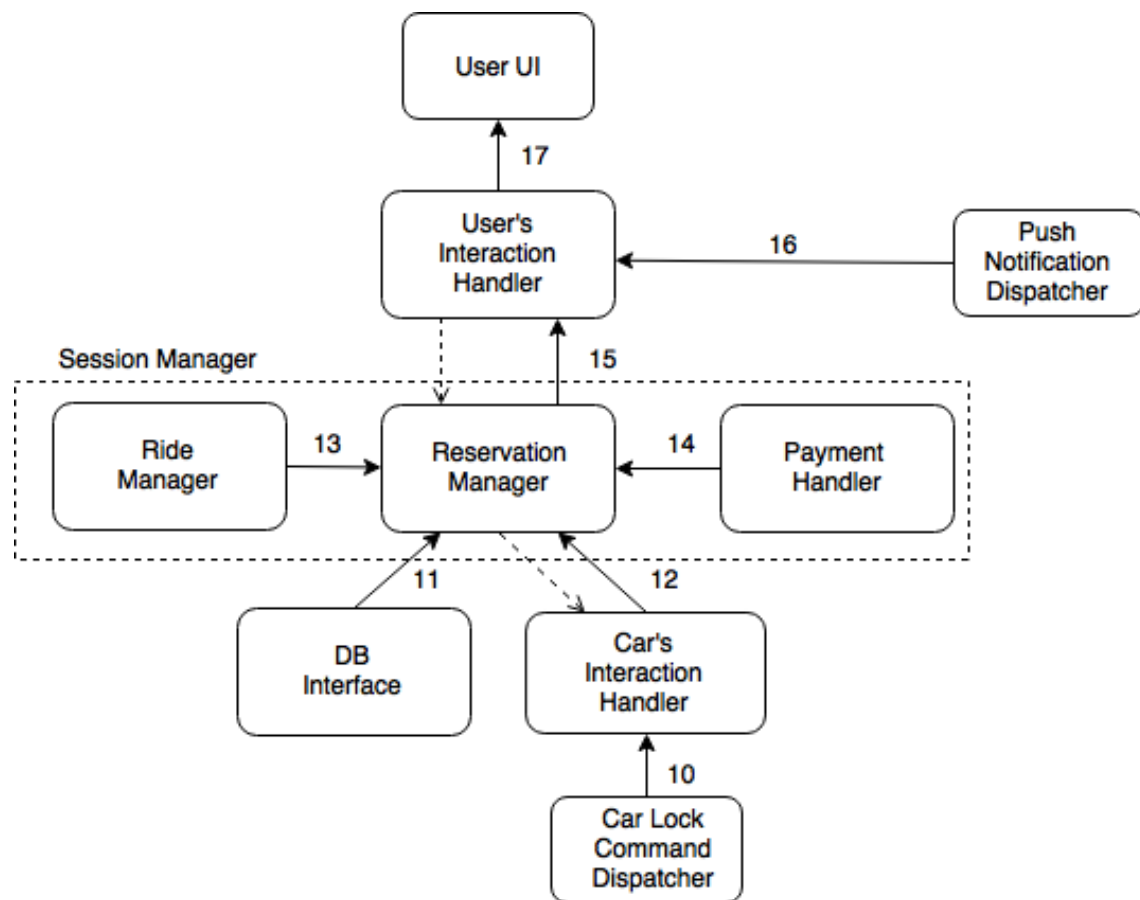 User UI
17
User's
Interaction
Handler
16
Push
Notification
Dispatcher
Session Manager
15
Ride
Manager
13
Reservation
Manager
14
Payment
Handler
11
12
DB
Interface
Car's
Interaction
Handler
10
Car Lock
Command
Dispatcher